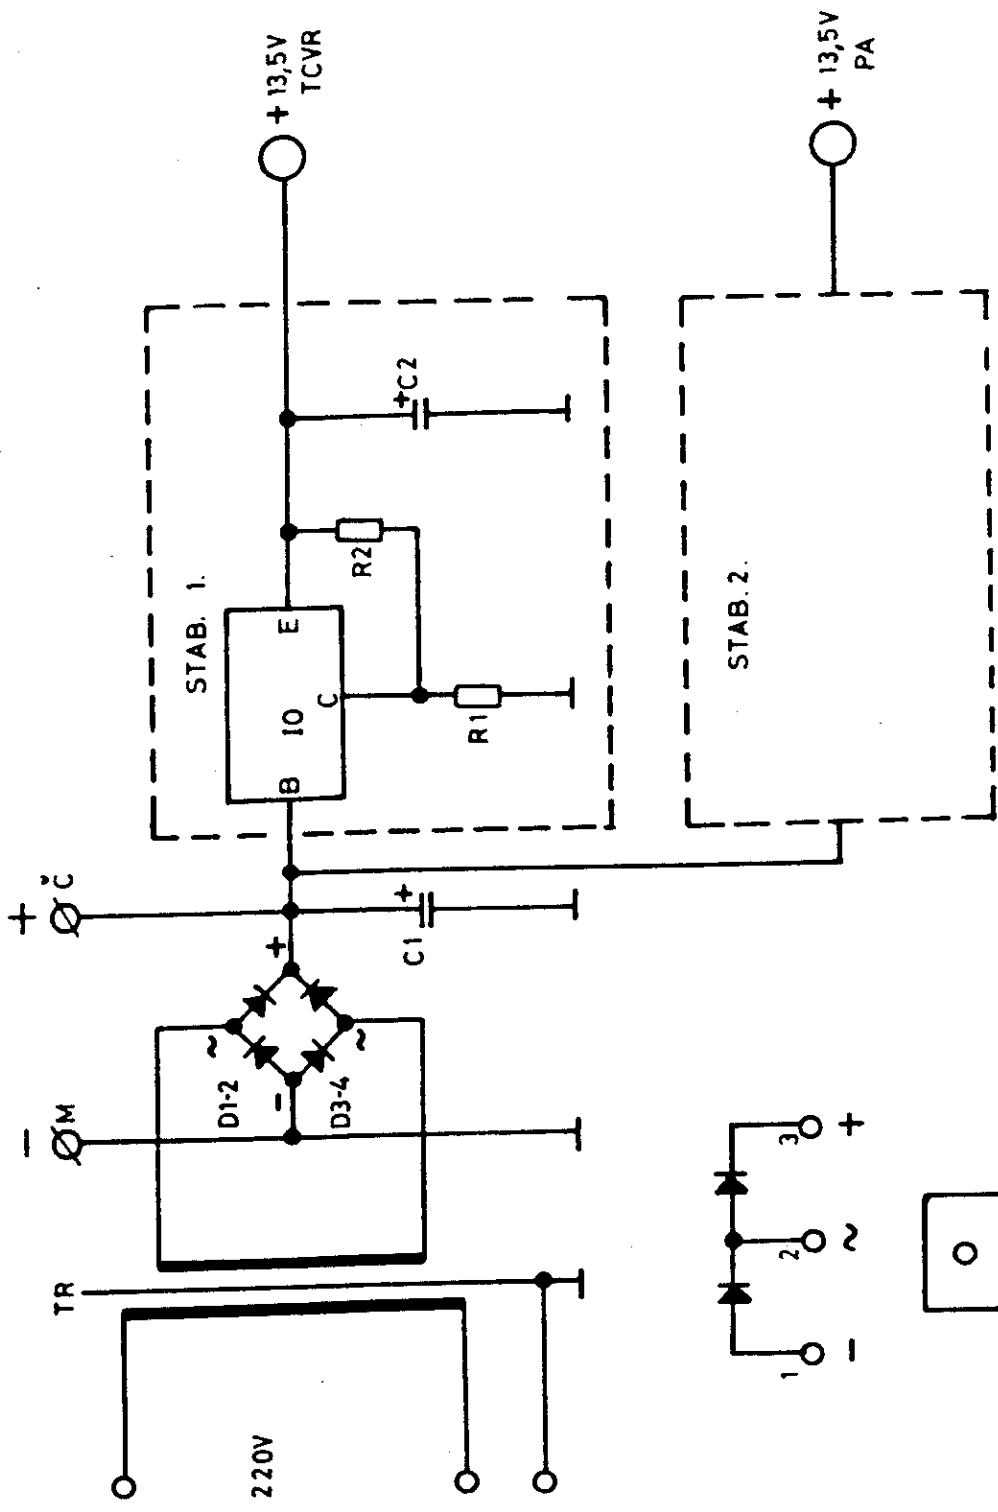 220V
TR
- M
+ Č
D1-2
~
-
+
~
D3-4
C1
+
STAB. 1.
B
IO
E
C
R1
R2
+C2
+ 13,5V
TCVR
STAB. 2.
+ 13,5V
PA
1
2
3
-
~
+